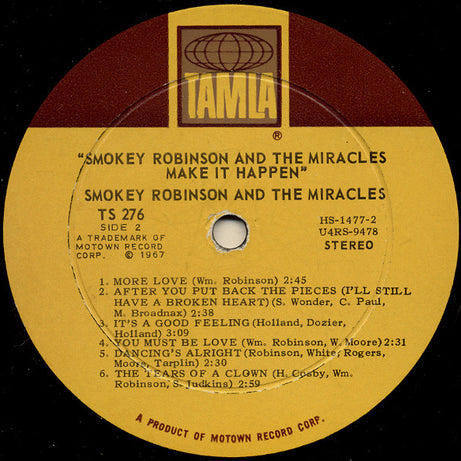 TAMLA
®
"SMOKEY ROBINSON AND THE MIRACLES
MAKE IT HAPPEN"
SMOKEY ROBINSON AND THE MIRACLES
TS 276
SIDE 2
A TRADEMARK OF
MOTOWN RECORD
CORP. © 1967
HS-1477-2
U4RS-9478
STEREO
1. MORE LOVE (Wm. Robinson) 2:45
2. AFTER YOU PUT BACK THE PIECES (I'LL STILL
HAVE A BROKEN HEART) (S. Wonder, C. Paul,
M. Broadnax) 2:38
3. IT'S A GOOD FEELING (Holland, Dozier,
Holland) 3:09
4. YOU MUST BE LOVE (Wm. Robinson, W. Moore) 2:31
5. DANCING'S ALRIGHT (Robinson, White, Rogers,
Moore, Tarplin) 2:30
6. THE TEARS OF A CLOWN (H. Cosby, Wm.
Robinson, S. Judkins) 2:59
A PRODUCT OF MOTOWN RECORD CORP.